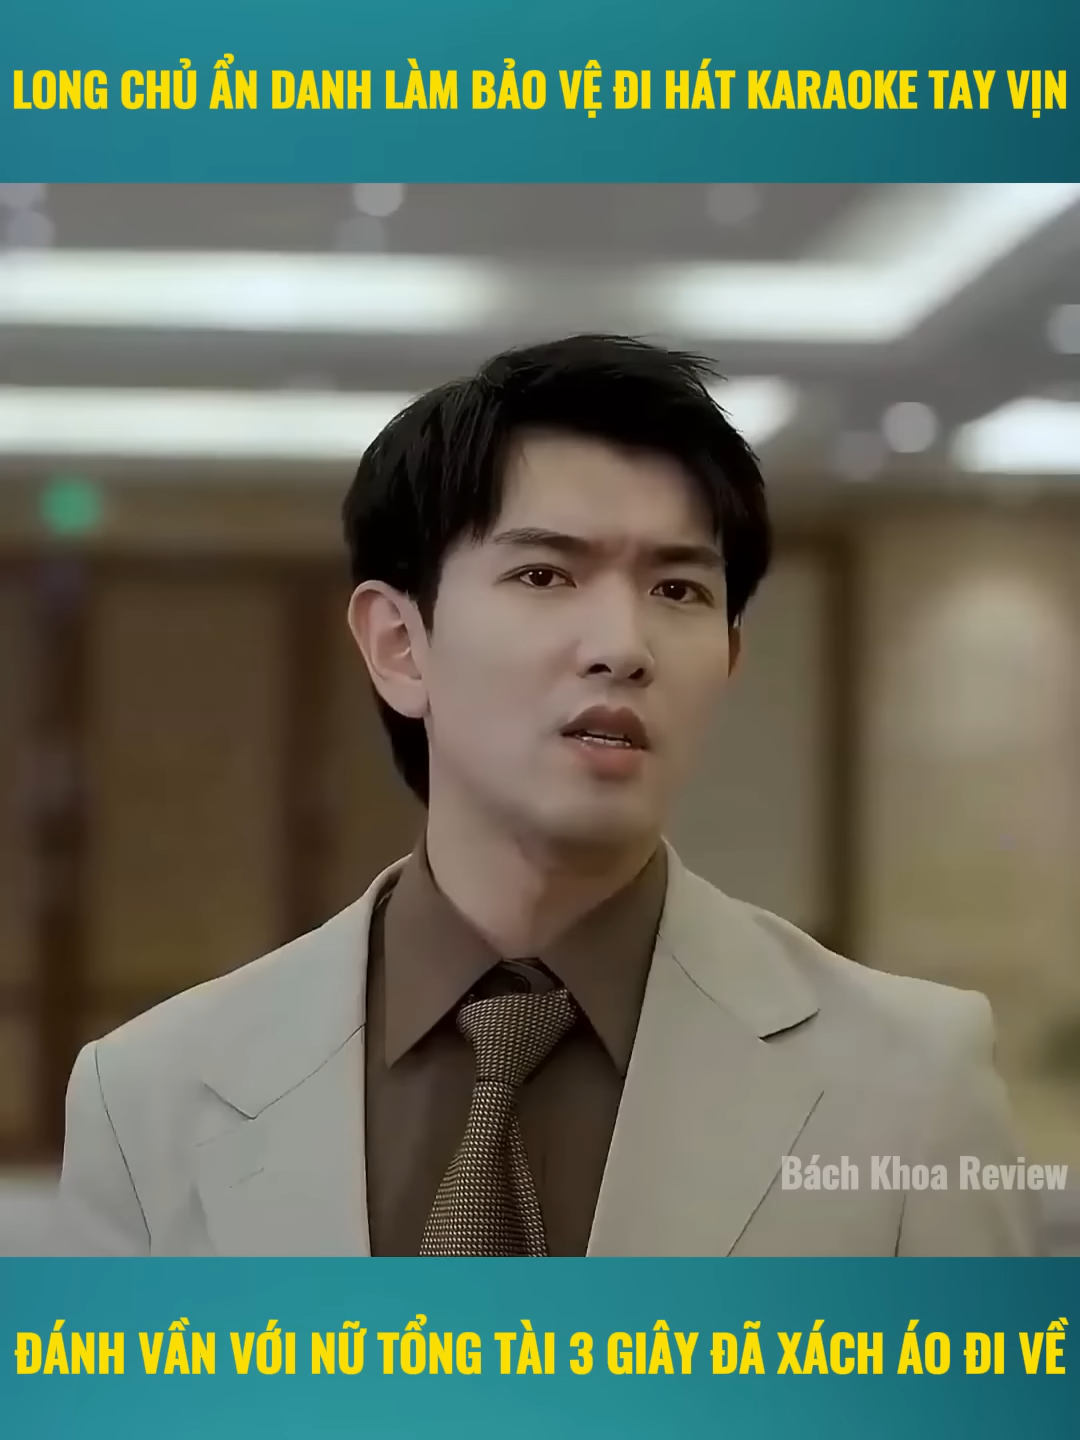 LONG CHỦ ẨN DANH LÀM BẢO VỆ ĐI HÁT KARAOKE TAY VỊN
Bách Khoa Review
ĐÁNH VẦN VỚI NỮ TỔNG TÀI 3 GIÂY ĐÃ XÁCH ÁO ĐI VỀ